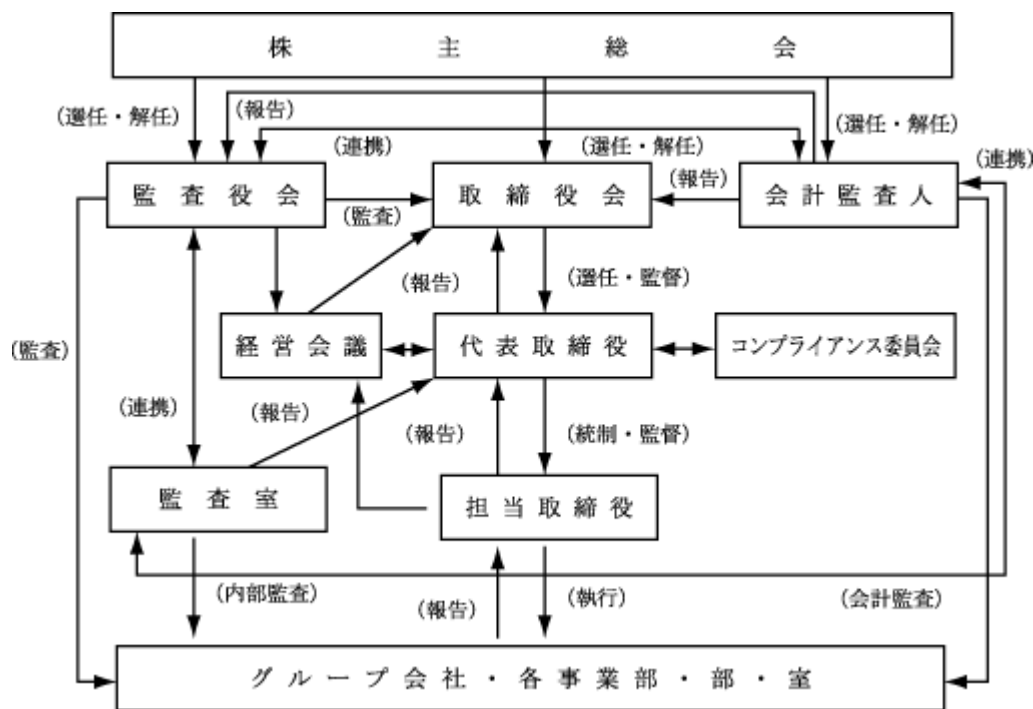 株主総会
(選任・解任)
(報告)
(連携)
(選任・解任)
(選任・解任)
(連携)
監査役会
(監査)
取締役会
(報告)
会計監査人
(報告)
(選任・監督)
(監査)
経営会議
代表取締役
コンプライアンス委員会
(連携)
(報告)
(報告)
(統制・監督)
監査室
担当取締役
(内部監査)
(報告)
(執行)
(会計監査)
グループ会社・各事業部・部・室